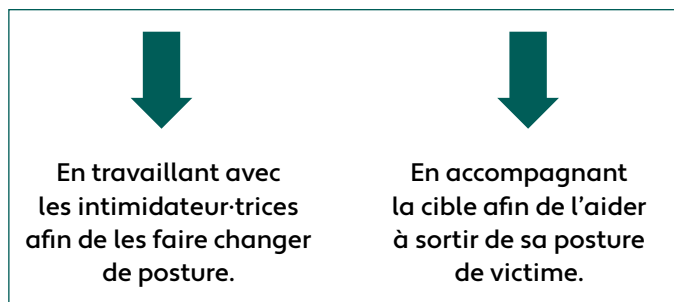 En travaillant avec
les intimidateur·trices
afin de les faire changer
de posture.
En accompagnant
la cible afin de l’aider
à sortir de sa posture
de victime.